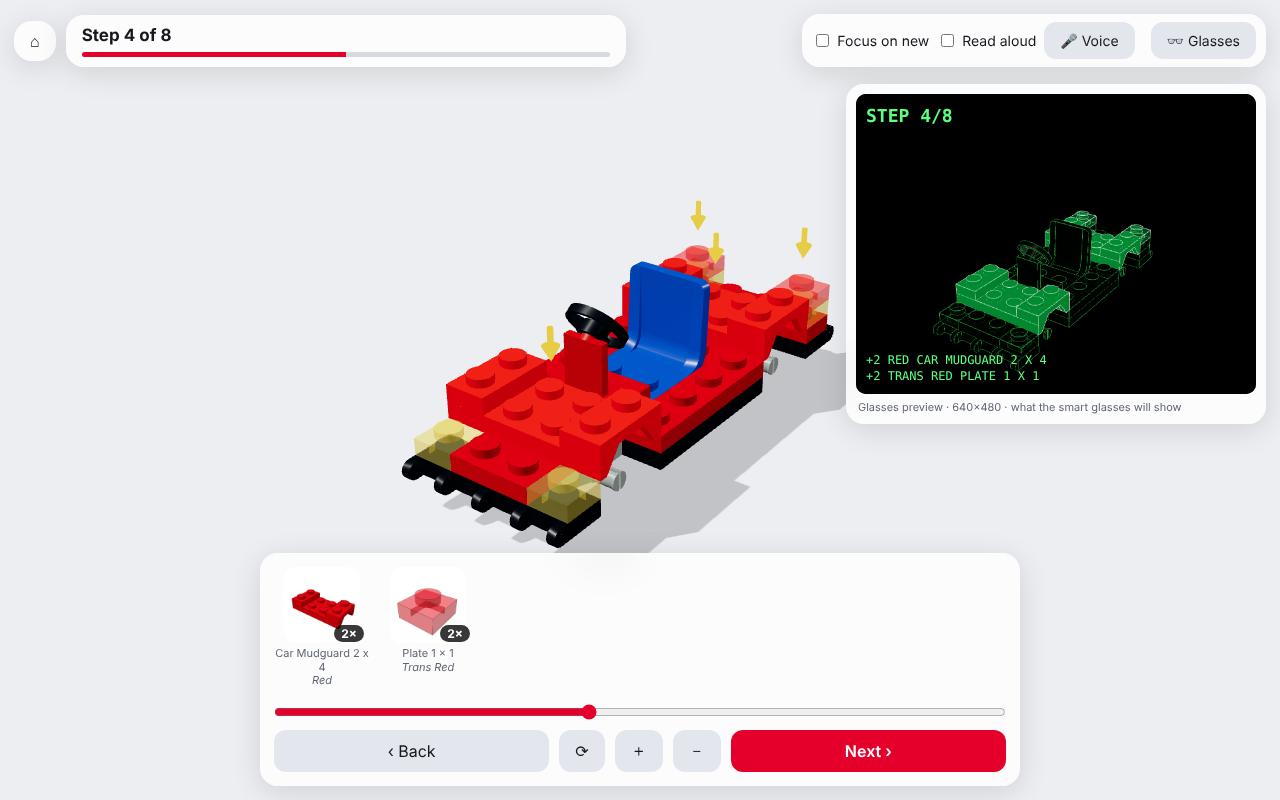 Step 4 of 8
Focus on new
Read aloud
Voice
Glasses
STEP 4/8
+2 RED CAR MUDGUARD 2 X 4
+2 TRANS RED PLATE 1 X 1
Glasses preview · 640×480 · what the smart glasses will show
2×
Car Mudguard 2 x
4
Red
2×
Plate 1 × 1
Trans Red
‹ Back
+
−
Next ›